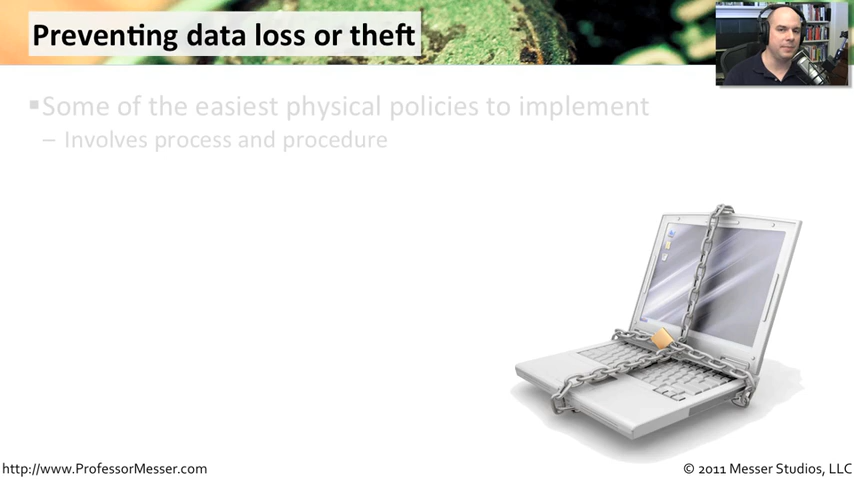 Preventing data loss or theft
▪Some of the easiest physical policies to implement
– Involves process and procedure
http://www.ProfessorMesser.com
© 2011 Messer Studios, LLC